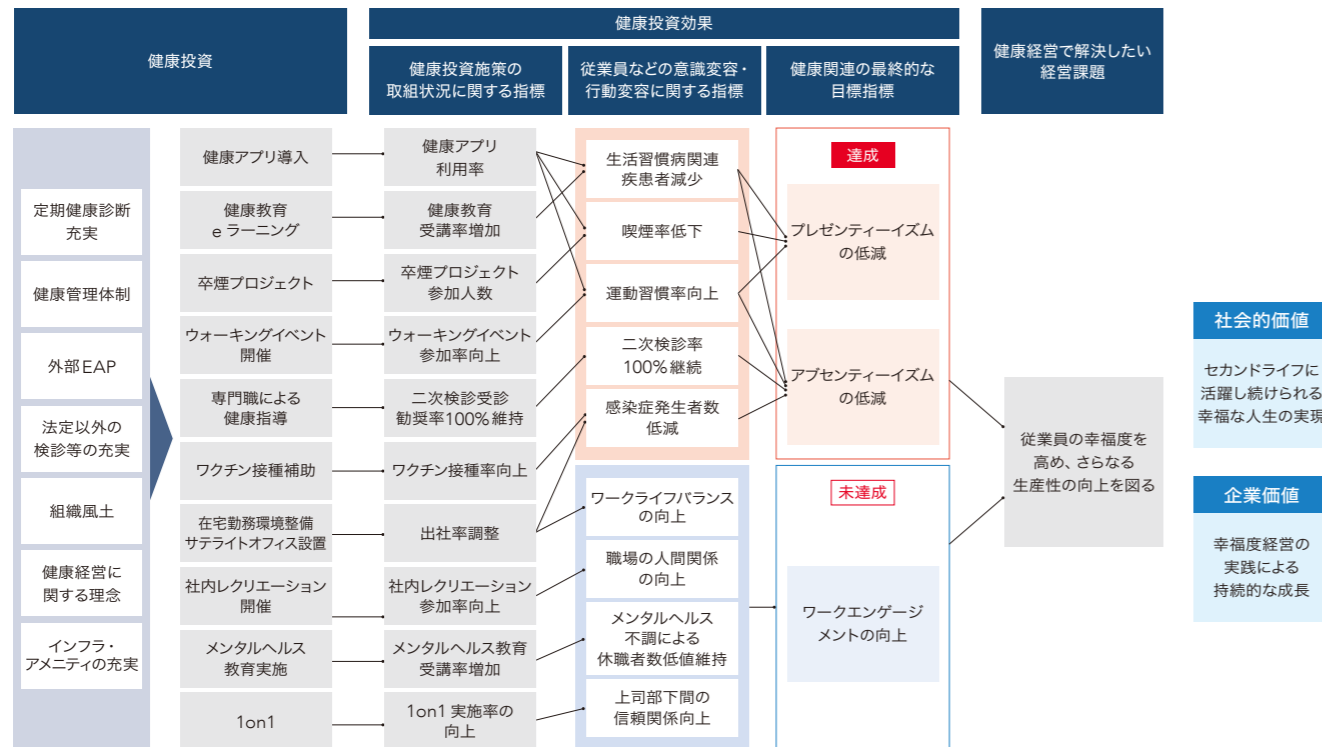 健康投資
健康投資効果
健康投資施策の
取組状況に関する指標
従業員などの意識変容・
行動変容に関する指標
健康関連の最終的な
目標指標
健康経営で解決したい
経営課題
定期健康診断
充実
健康管理体制
外部EAP
法定以外の
検診等の充実
組織風土
健康経営に
関する理念
インフラ・
アメニティの充実
健康アプリ導入
健康教育
e ラーニング
卒煙プロジェクト
ウォーキングイベント
開催
専門職による
健康指導
ワクチン接種補助
在宅勤務環境整備
サテライトオフィス設置
社内レクリエーション
開催
メンタルヘルス
教育実施
1on1
健康アプリ
利用率
健康教育
受講率増加
卒煙プロジェクト
参加人数
ウォーキングイベント
参加率向上
二次検診受診
勧奨率100%維持
ワクチン接種率向上
出社率調整
社内レクリエーション
参加率向上
メンタルヘルス教育
受講率増加
1on1 実施率の
向上
生活習慣病関連
疾患者減少
喫煙率低下
運動習慣率向上
二次検診率
100%継続
感染症発生者数
低減
ワークライフバランス
の向上
職場の人間関係
の向上
メンタルヘルス
不調による
休職者数低値維持
上司部下間の
信頼関係向上
達成
プレゼンティーイズム
の低減
アブセンティーイズム
の低減
未達成
ワークエンゲージ
メントの向上
従業員の幸福度を
高め、さらなる
生産性の向上を図る
社会的価値
セカンドライフに
活躍し続けられる
幸福な人生の実現
企業価値
幸福度経営の
実践による
持続的な成長